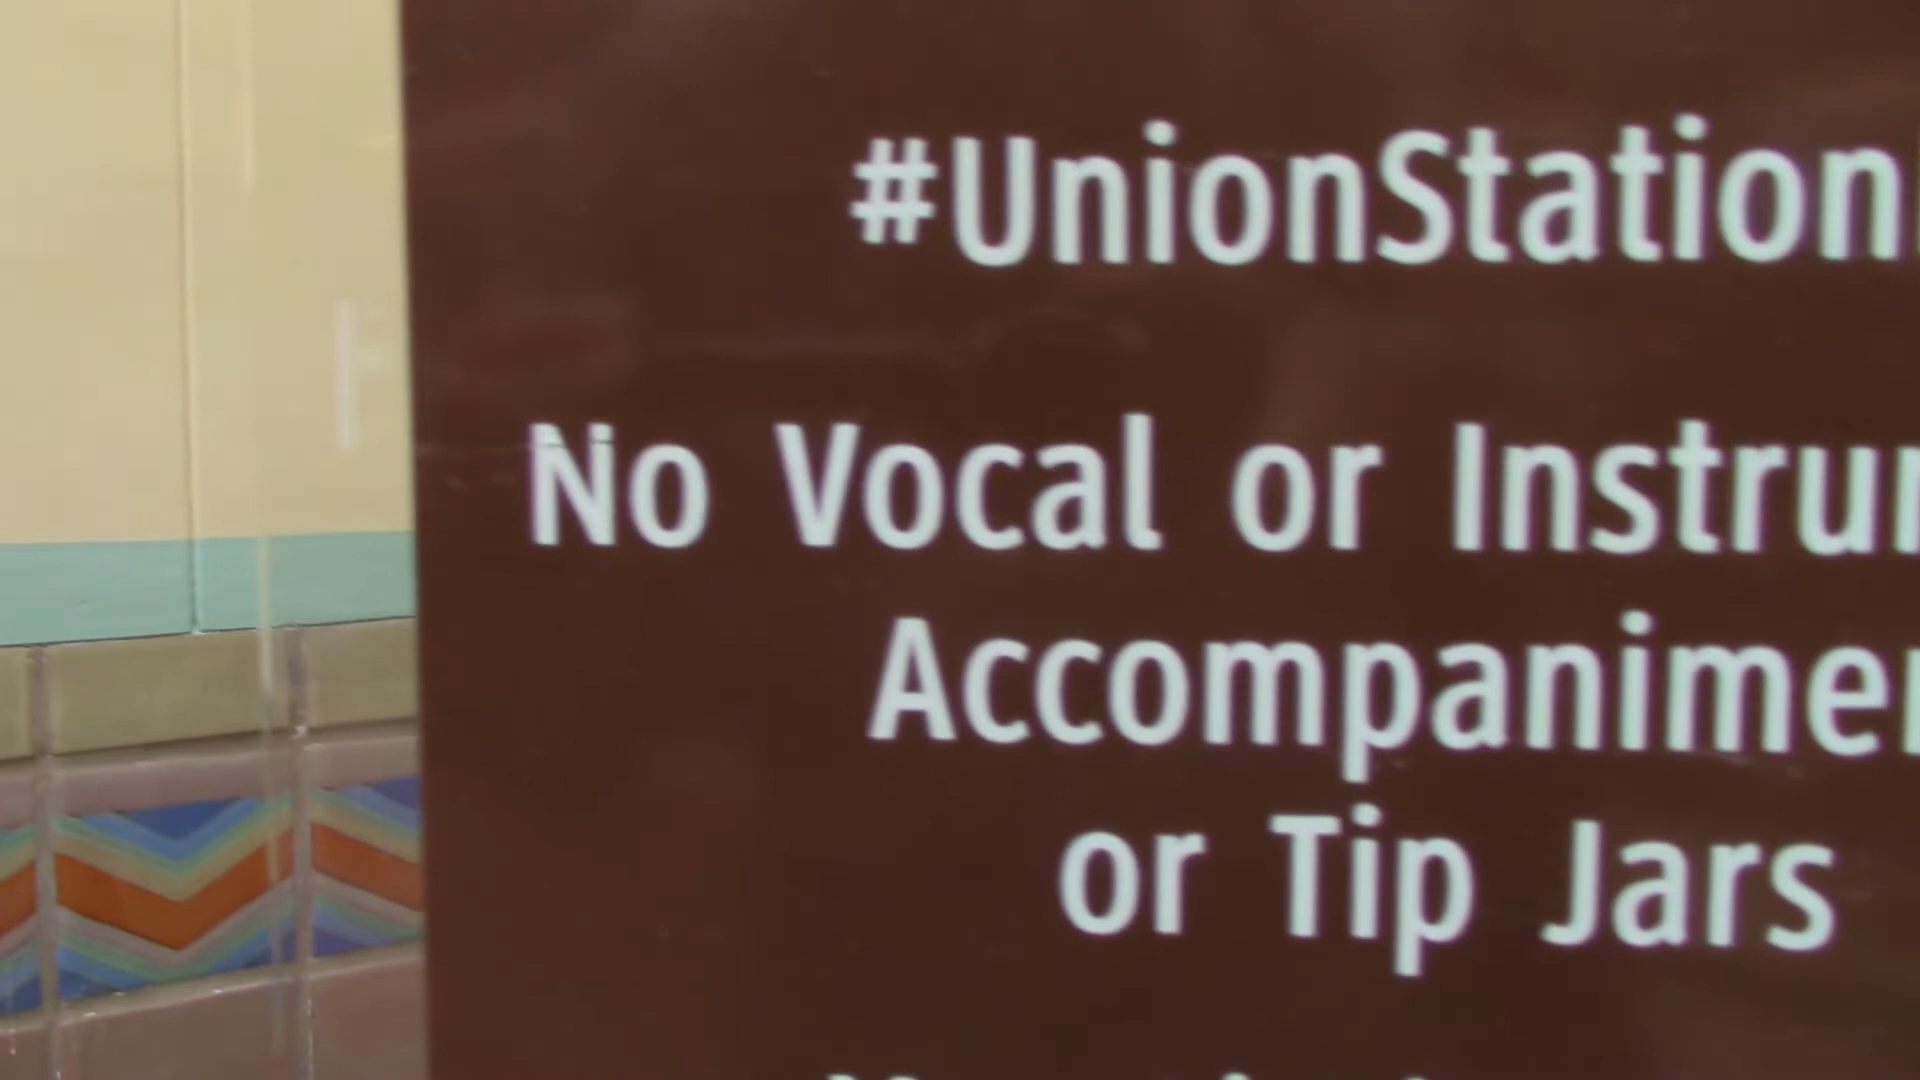 #UnionStation
No Vocal or Instru
Accompanime
or Tip Jars